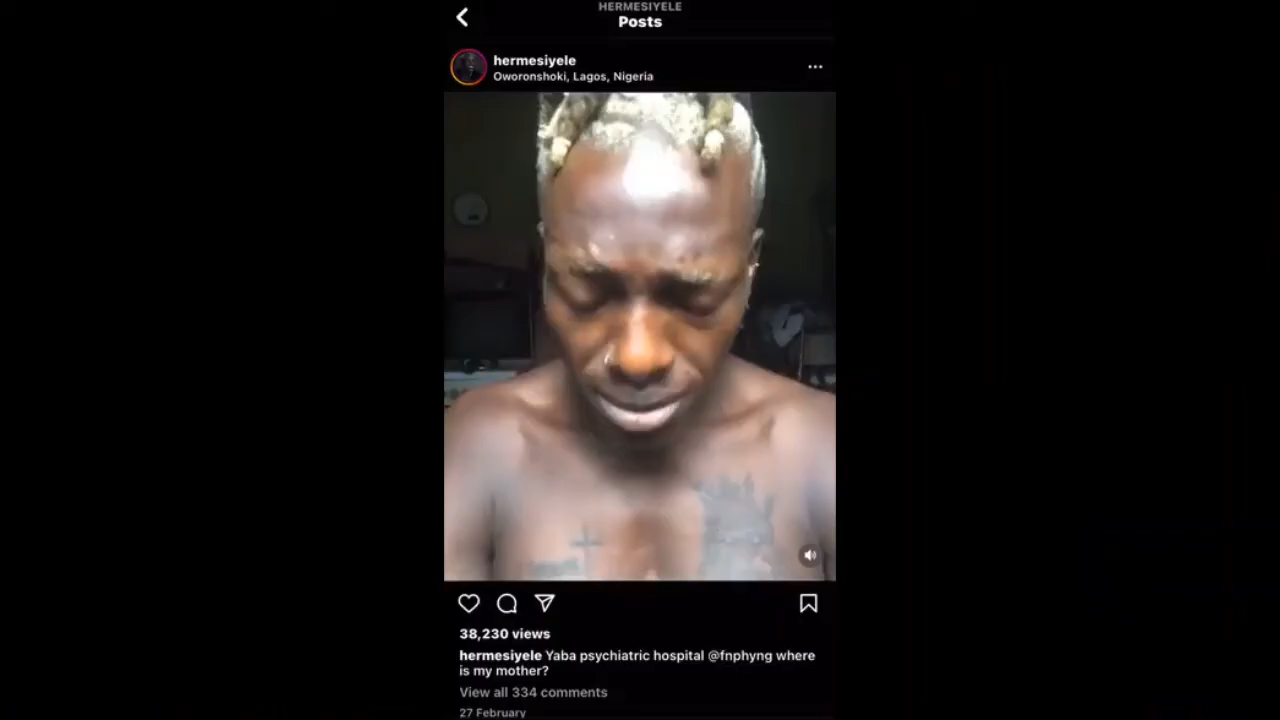 HERMESIYELE
Posts
hermesiyele
Oworonshoki, Lagos, Nigeria
38,230 views
hermesiyele Yaba psychiatric hospital @fnphyng where
is my mother?
View all 334 comments
27 February